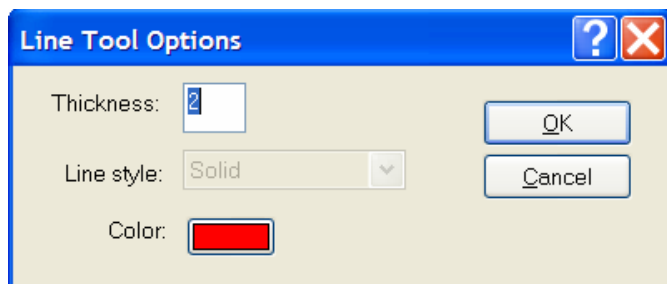 Line Tool Options
Thickness: 2
OK
Line style: Solid
Cancel
Color: